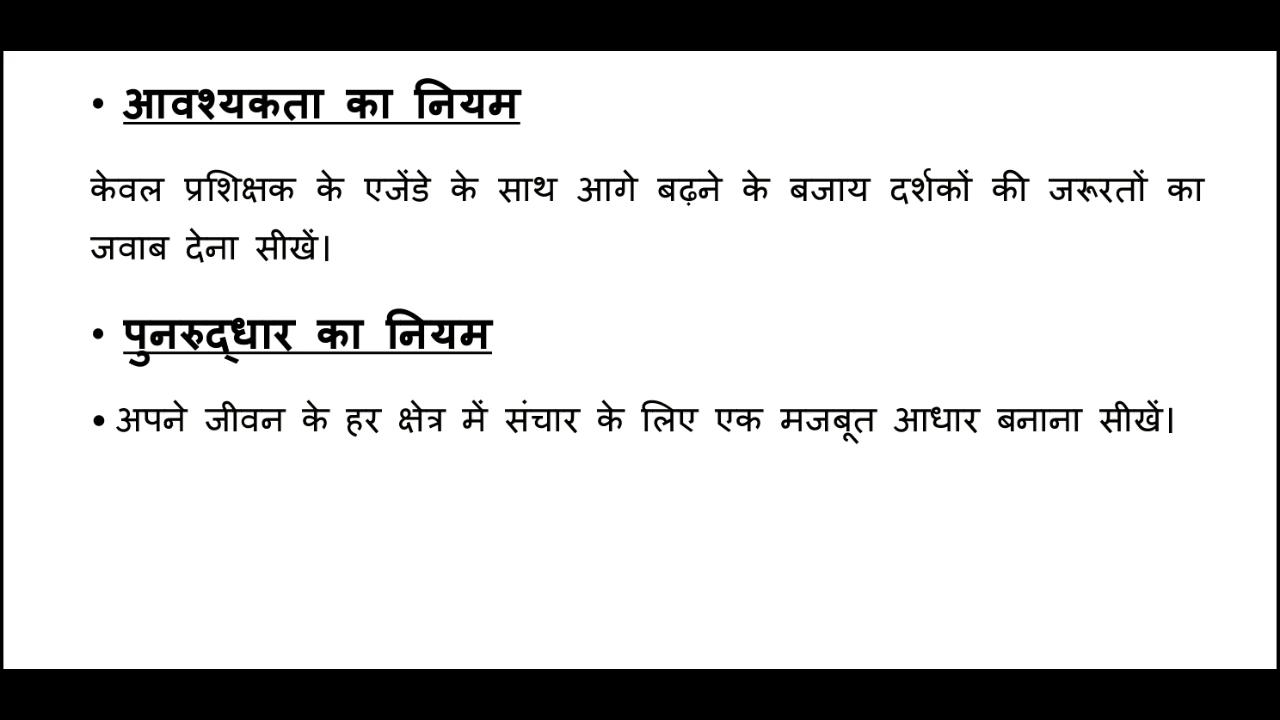 • आवश्यकता का नियम
केवल प्रशिक्षक के एजेंडे के साथ आगे बढ़ने के बजाय दर्शकों की जरूरतों का
जवाब देना सीखें।
• पुनरुद्धार का नियम
• अपने जीवन के हर क्षेत्र में संचार के लिए एक मजबूत आधार बनाना सीखें।